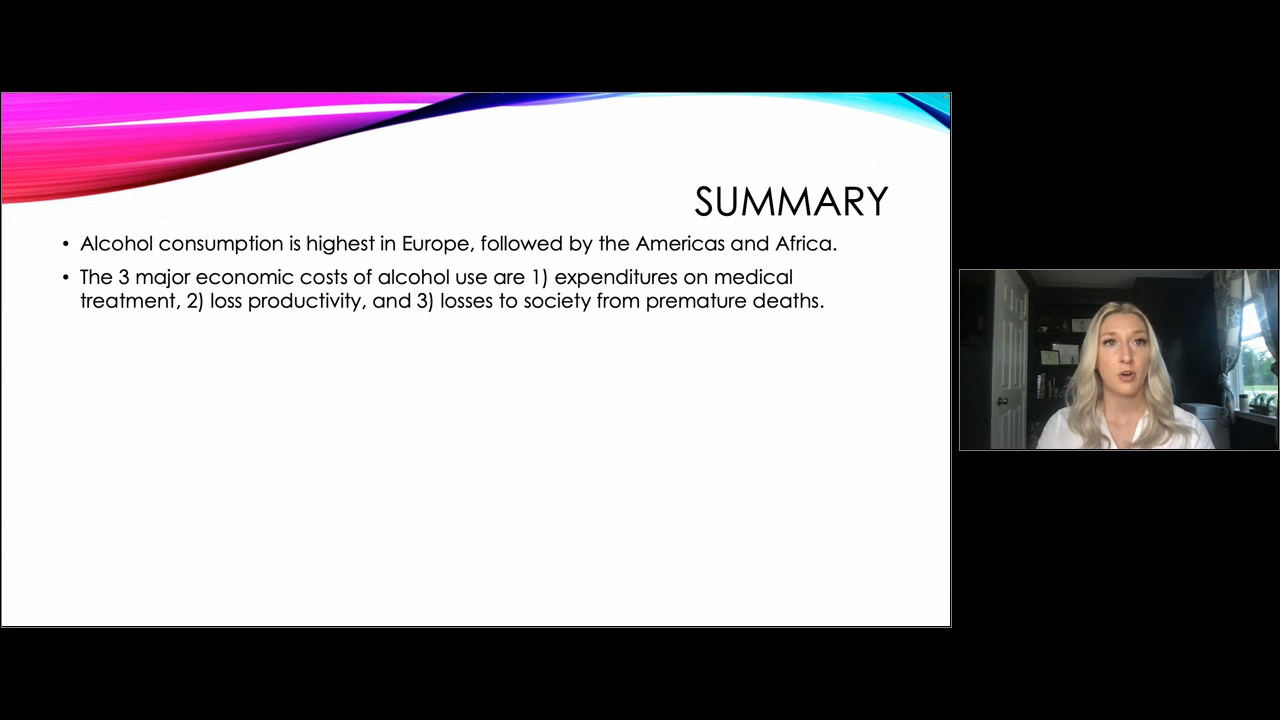 SUMMARY
• Alcohol consumption is highest in Europe, followed by the Americas and Africa.
• The 3 major economic costs of alcohol use are 1) expenditures on medical
treatment, 2) loss productivity, and 3) losses to society from premature deaths.